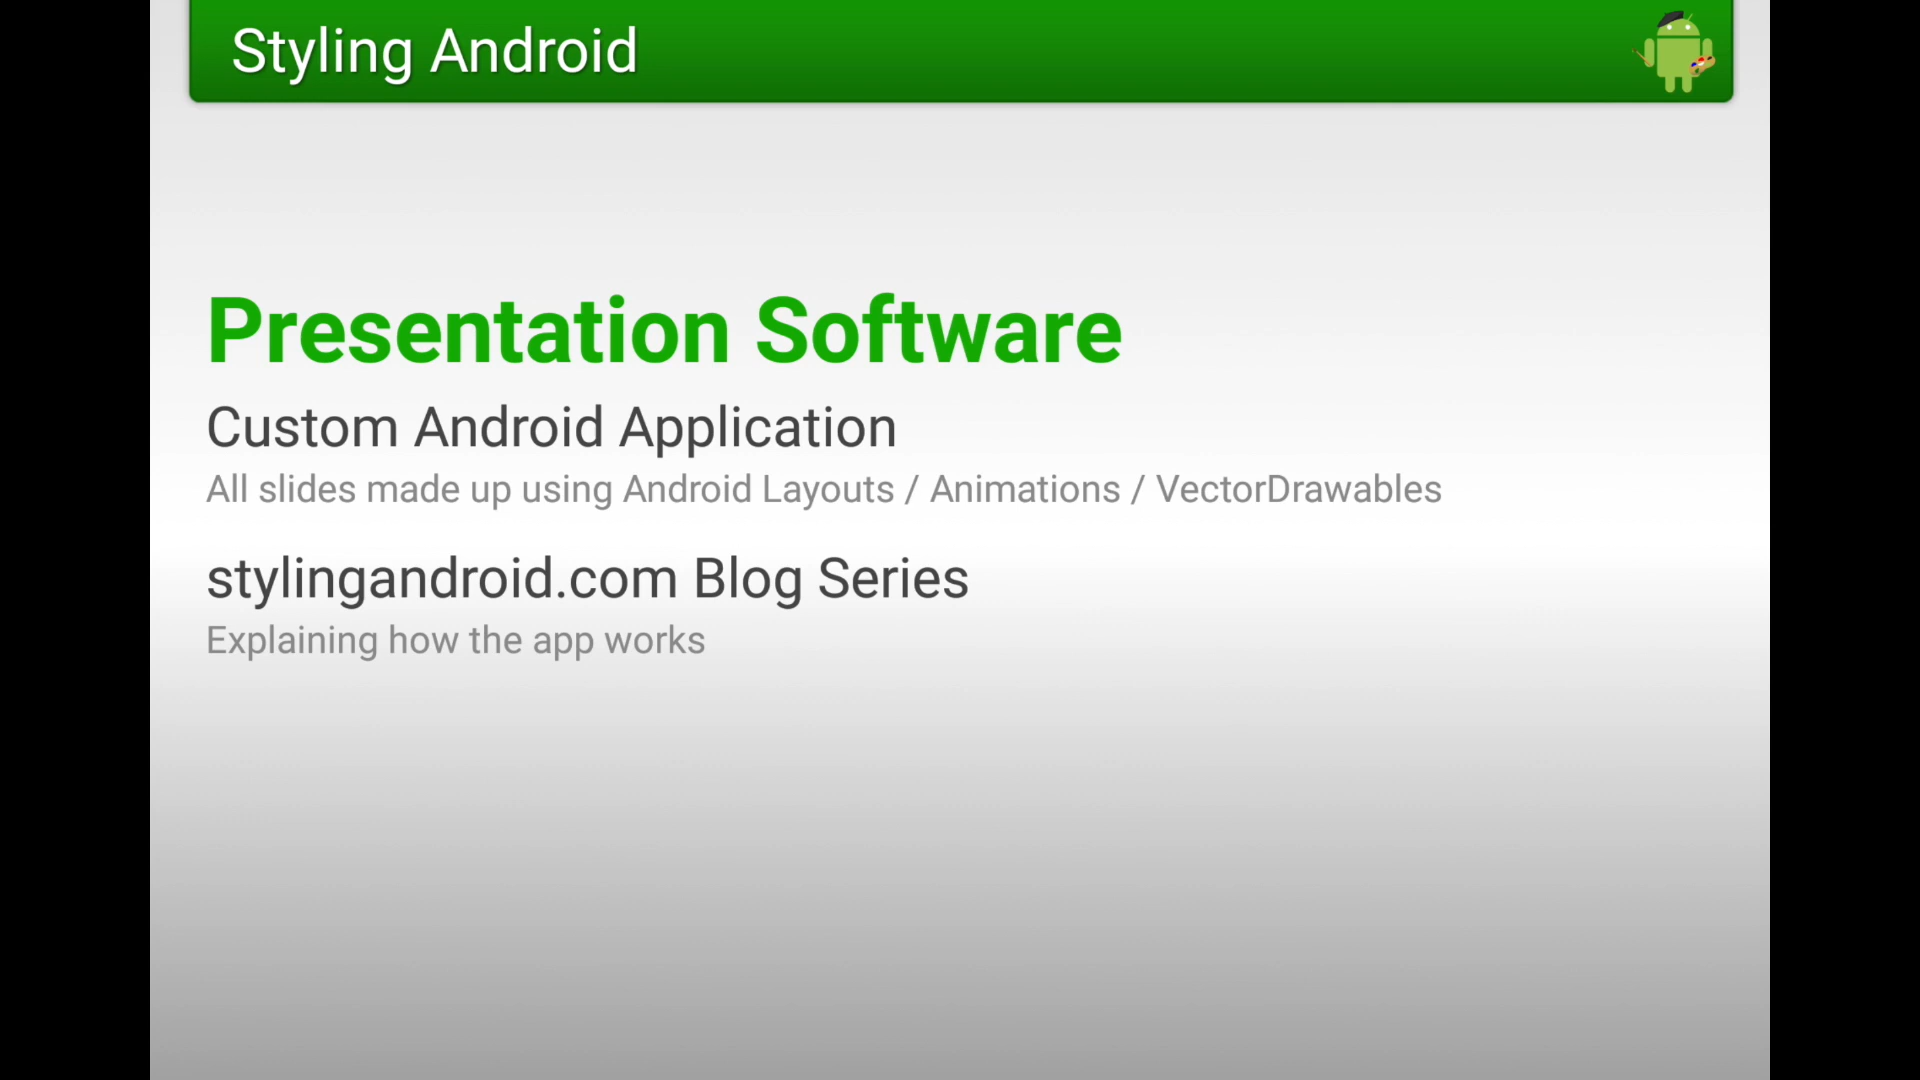 Styling Android
Presentation Software
Custom Android Application
All slides made up using Android Layouts / Animations / VectorDrawables
stylingandroid.com Blog Series
Explaining how the app works